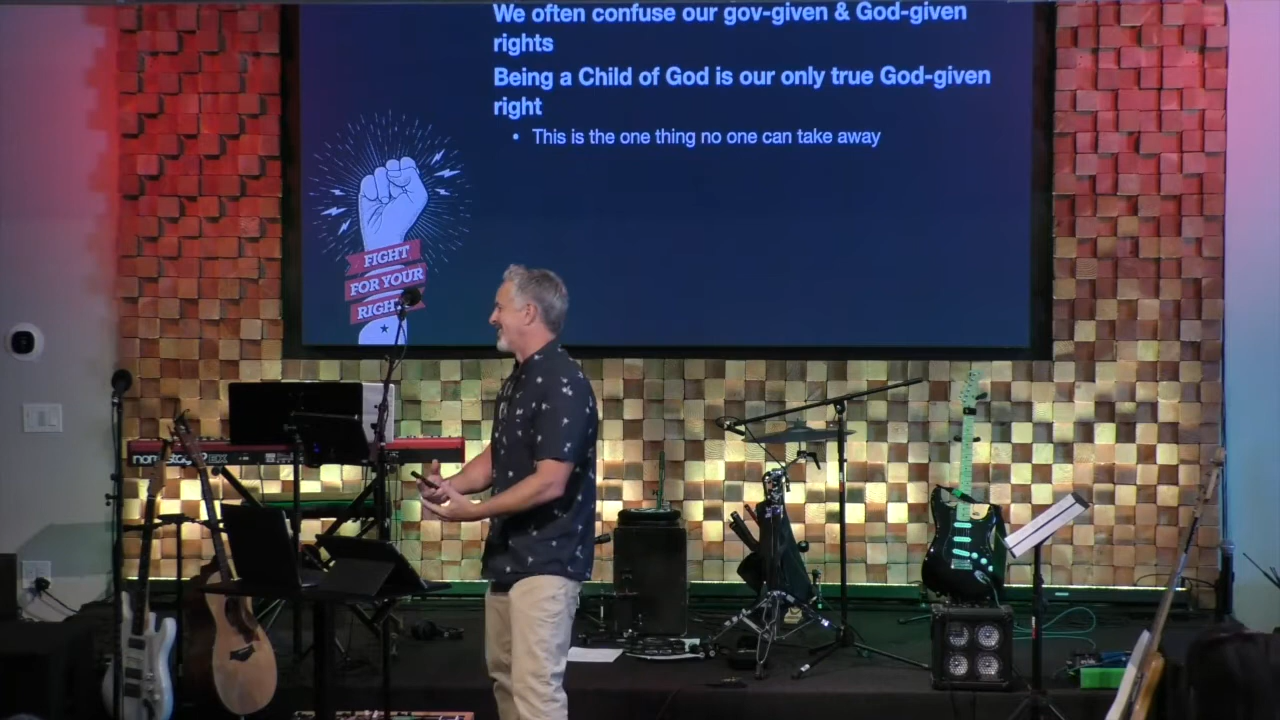 We often confuse our gov-given & God-given
rights
Being a Child of God is our only true God-given
right
• This is the one thing no one can take away
FIGHT
FOR YOUR